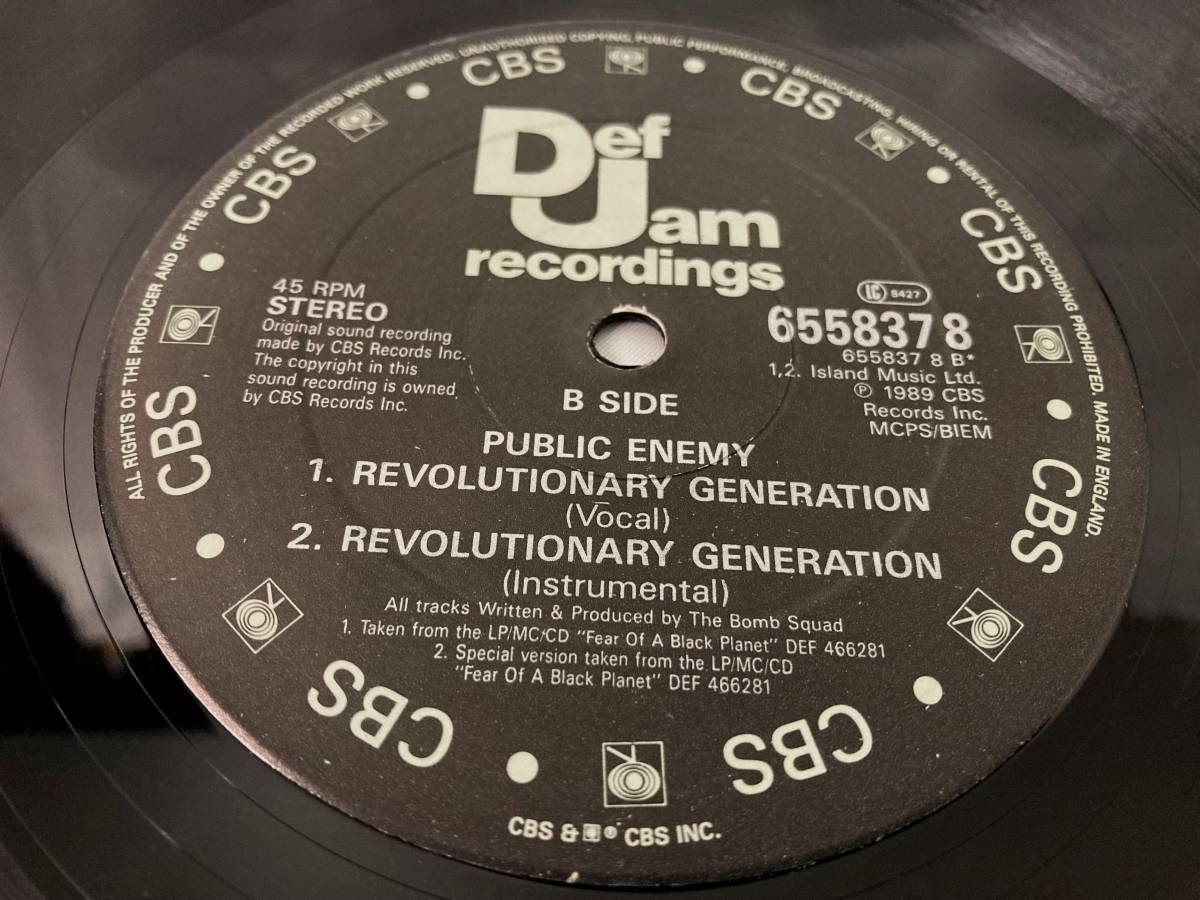 ALL RIGHTS OF THE PRODUCER AND OF THE OWNER OF THE RECORDED WORK RESERVED. UNAUTHORISED COPYING, PUBLIC PERFORMANCE, BROADCASTING, HIRING OR RENTAL OF THIS RECORDING PROHIBITED. MADE IN ENGLAND.
CBS
CBS
CBS
CBS
CBS
CBS
CBS
CBS
Def
Jam
recordings
45 RPM
STEREO
Original sound recording
made by CBS Records Inc.
The copyright in this
sound recording is owned
by CBS Records Inc.
LC 8427
655837 8
655837 8 B*
1,2. Island Music Ltd.
℗ 1989 CBS
Records Inc.
MCPS/BIEM
B SIDE
PUBLIC ENEMY
1. REVOLUTIONARY GENERATION
(Vocal)
2. REVOLUTIONARY GENERATION
(Instrumental)
All tracks Written & Produced by The Bomb Squad
1. Taken from the LP/MC/CD "Fear Of A Black Planet" DEF 466281
2. Special version taken from the LP/MC/CD
"Fear Of A Black Planet" DEF 466281
CBS & ® CBS INC.